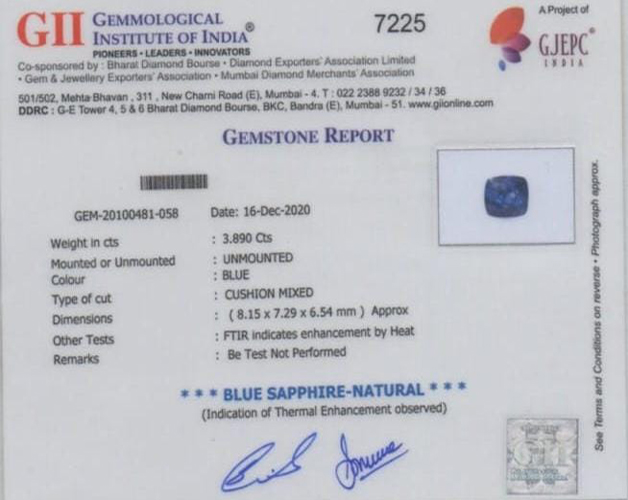 GII GEMMOLOGICAL INSTITUTE OF INDIA®
PIONEERS • LEADERS • INNOVATORS
7225
A Project of
GJEPC®
INDIA
Co-sponsored by : Bharat Diamond Bourse • Diamond Exporters' Association Limited
• Gem & Jewellery Exporters' Association • Mumbai Diamond Merchants' Association
501/502, Mehta Bhavan , 311 , New Charni Road (E), Mumbai - 4. T : 022 2388 9232 / 34 / 36
DDRC : G-E Tower 4, 5 & 6 Bharat Diamond Bourse, BKC, Bandra (E), Mumbai - 51. www.giionline.com
GEMSTONE REPORT
GEM-20100481-058 Date: 16-Dec-2020
Weight in cts : 3.890 Cts
Mounted or Unmounted : UNMOUNTED
Colour : BLUE
Type of cut : CUSHION MIXED
Dimensions : ( 8.15 x 7.29 x 6.54 mm ) Approx
Other Tests : FTIR indicates enhancement by Heat
Remarks : Be Test Not Performed
* * * BLUE SAPPHIRE-NATURAL * * *
(Indication of Thermal Enhancement observed)
See Terms and Conditions on reverse • Photograph approx.
GII